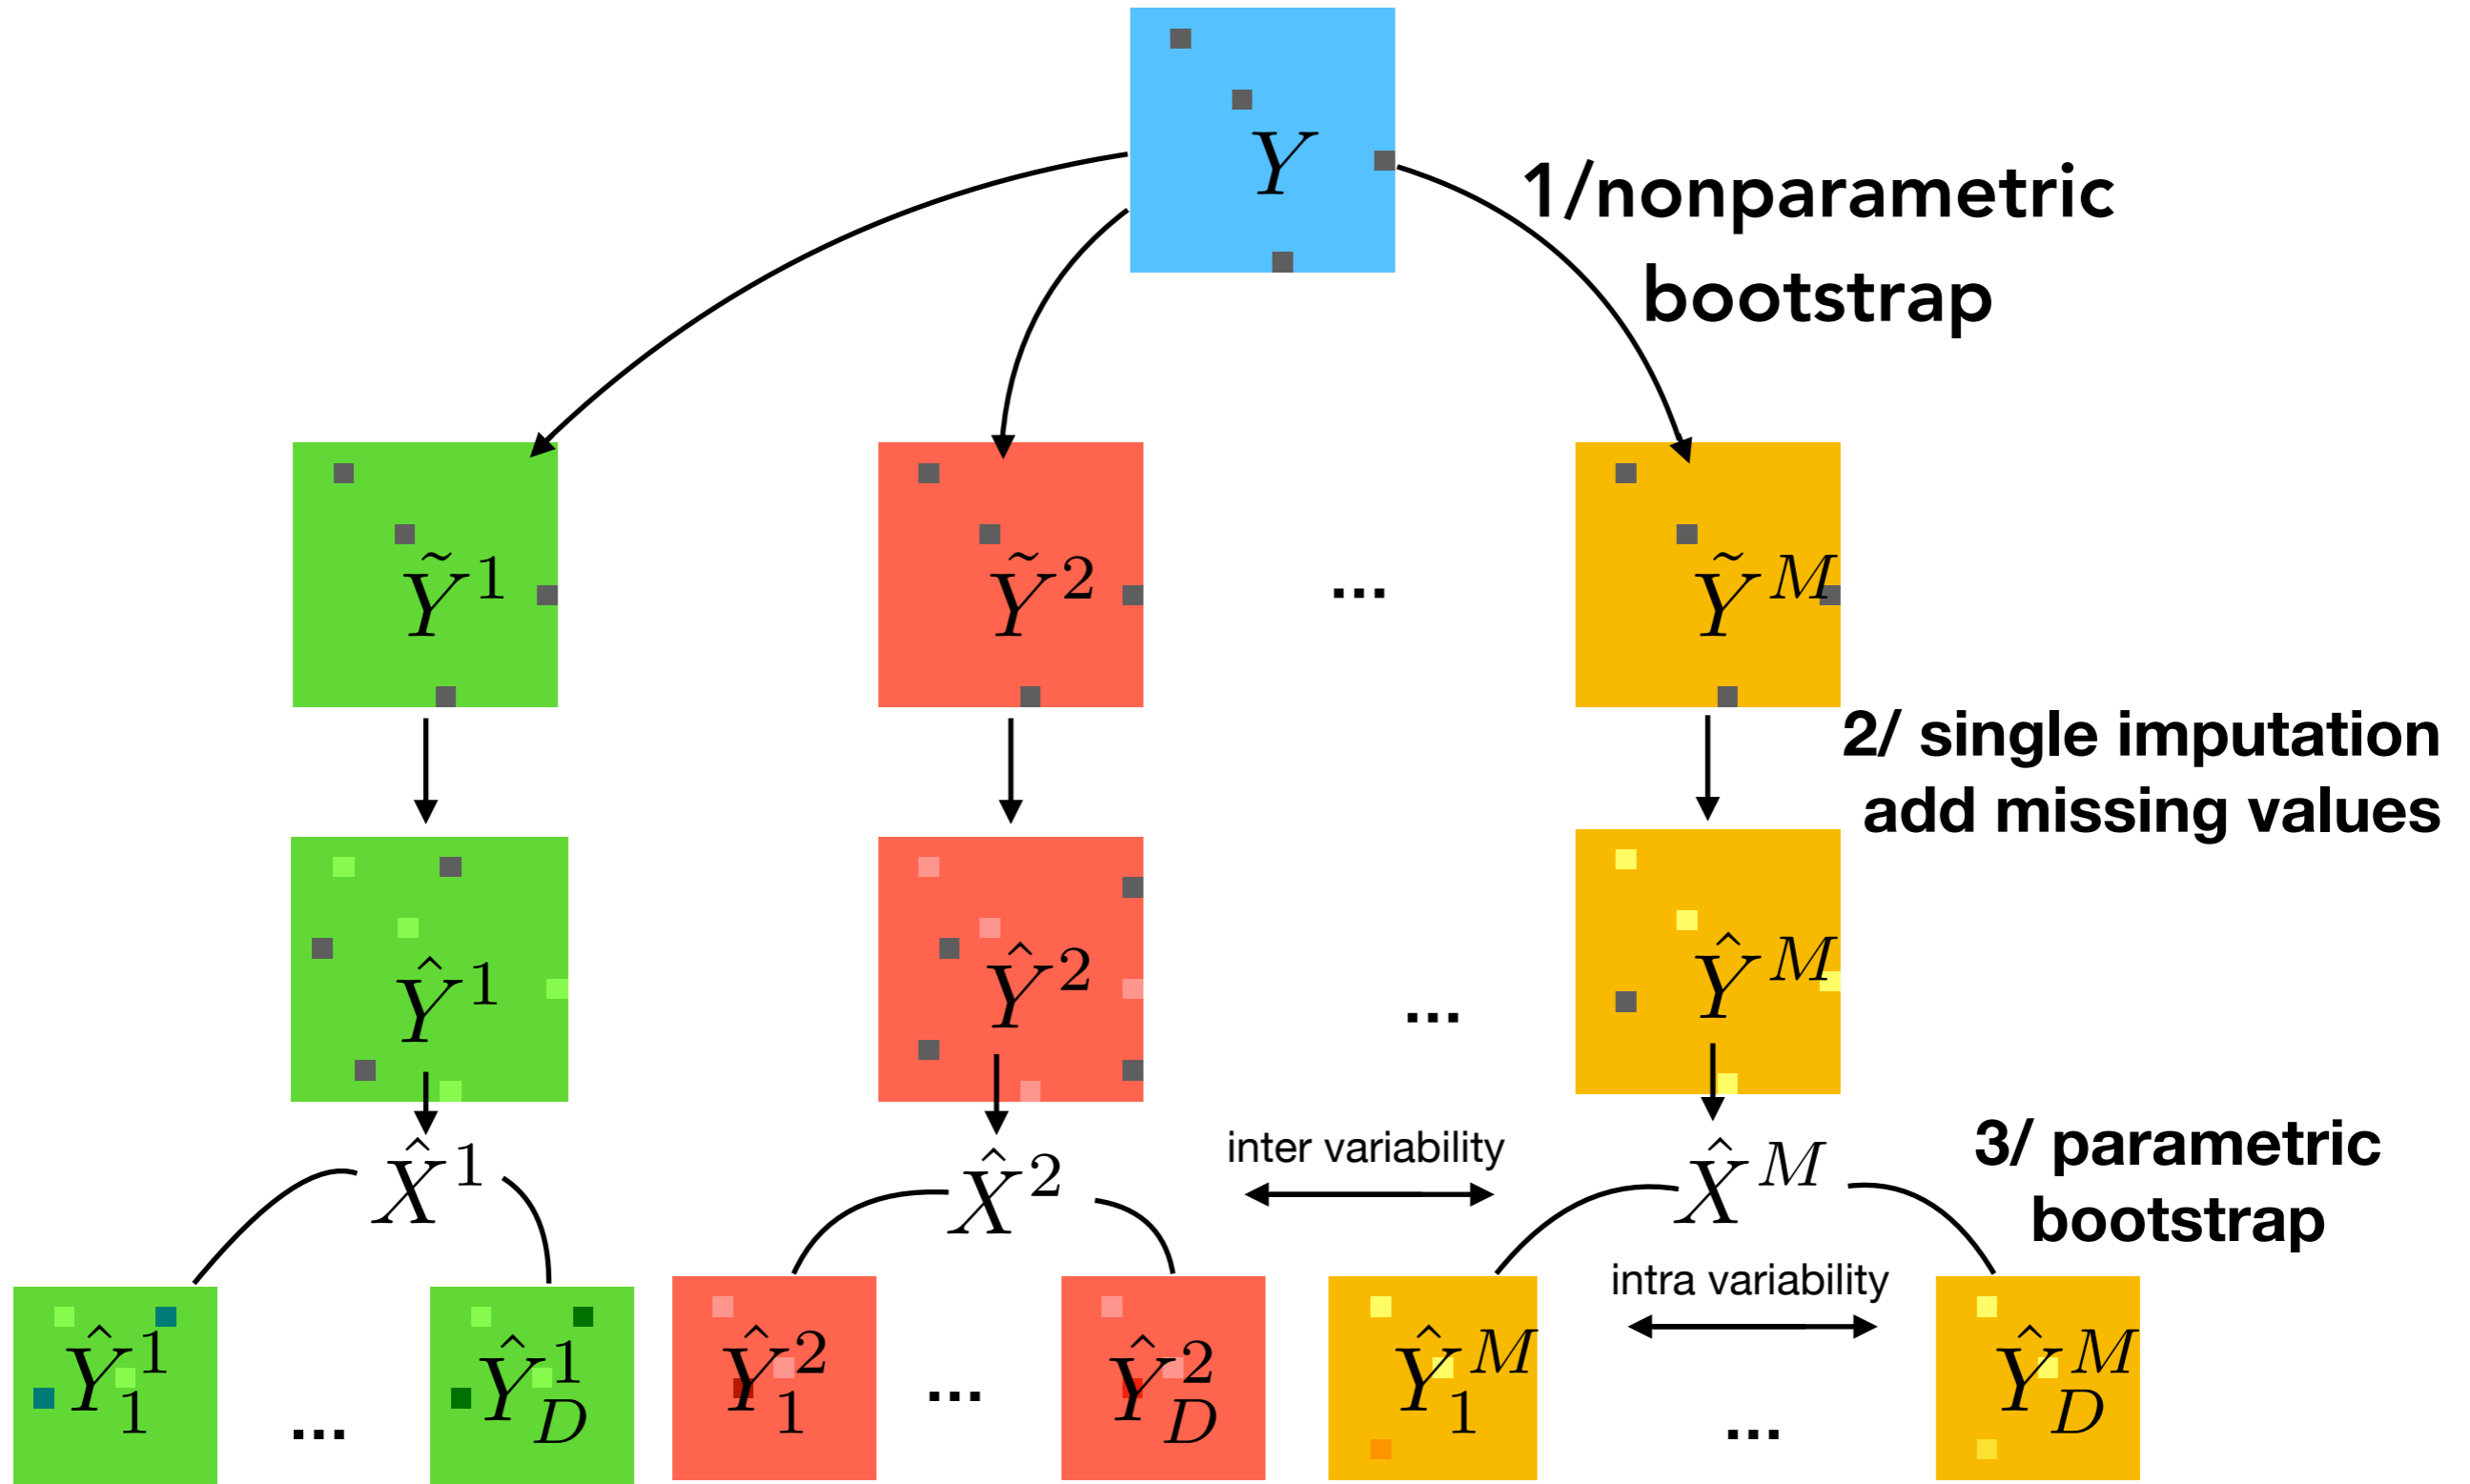 Y
1/nonparametric
bootstrap
Ỹ¹
Ỹ²
...
Ỹᴹ
2/ single imputation
add missing values
Ŷ¹
Ŷ²
...
Ŷᴹ
X̂¹
X̂²
inter variability
X̂ᴹ
3/ parametric
bootstrap
intra variability
Ŷ¹₁
...
Ŷ¹_D
Ŷ²₁
...
Ŷ²_D
Ŷᴹ₁
...
Ŷᴹ_D